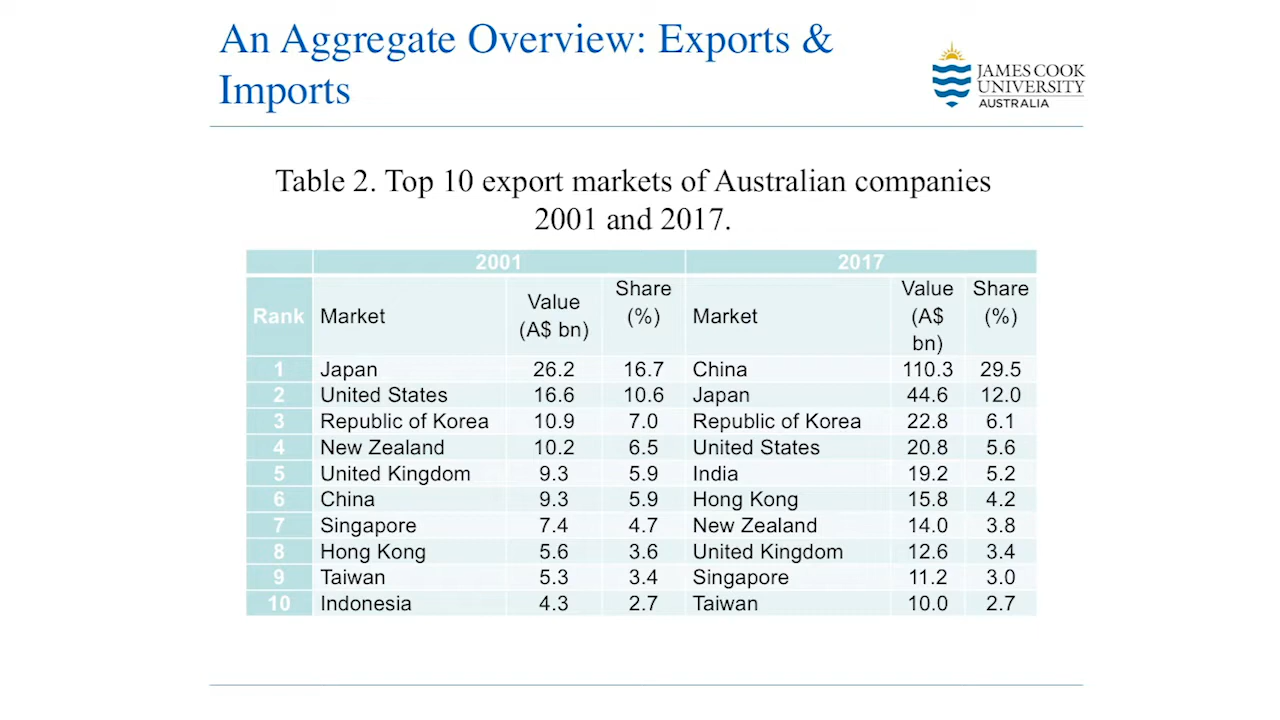 An Aggregate Overview: Exports &
Imports
JAMES COOK
UNIVERSITY
AUSTRALIA
Table 2. Top 10 export markets of Australian companies
2001 and 2017.
2001 2017
Rank Market Value (A$ bn) Share (%) Market Value (A$ bn) Share (%)
1 Japan 26.2 16.7 China 110.3 29.5
2 United States 16.6 10.6 Japan 44.6 12.0
3 Republic of Korea 10.9 7.0 Republic of Korea 22.8 6.1
4 New Zealand 10.2 6.5 United States 20.8 5.6
5 United Kingdom 9.3 5.9 India 19.2 5.2
6 China 9.3 5.9 Hong Kong 15.8 4.2
7 Singapore 7.4 4.7 New Zealand 14.0 3.8
8 Hong Kong 5.6 3.6 United Kingdom 12.6 3.4
9 Taiwan 5.3 3.4 Singapore 11.2 3.0
10 Indonesia 4.3 2.7 Taiwan 10.0 2.7